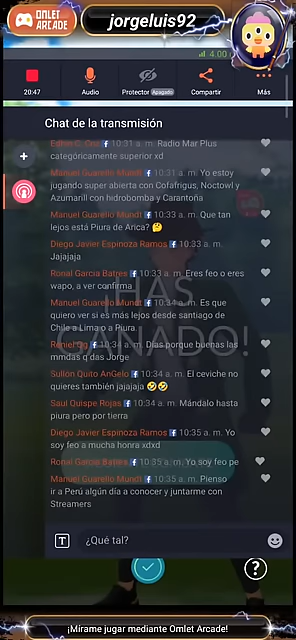 OMLET
ARCADE
jorgeluis92
4.00
20:47
Audio
Protector Apagado
Compartir
Más
Chat de la transmisión
10:31 a. m. Radio Mar Plus
categóricamente superior xd
Manuel Guarello Mundt 10:31 a. m. Yo estoy
jugando super abierta con Cofafrigus, Noctowl y
Azumarill con hidrobomba y Carantoña
Manuel Guarello Mundt 10:33 a. m. Que tan
lejos está Piura de Arica? 🤔
Diego Javier Espinoza Ramos 10:33 a. m.
Jajajaja
Ronal Garcia Batres 10:33 a. m. Eres feo o eres
wapo, a ver confirma
Manuel Guarello Mundt 10:34 a. m. Es que
quiero ver si es más lejos desde santiago de
Chile a Lima o a Piura
¡HAS
GANADO!
10:34 a. m. Dias porque buenas las
mmdas q das Jorge
Sullon Quito AnGelo 10:34 a. m. El ceviche no
quieres también jajajaja 🤣🤣
Saul Quispe Rojas 10:34 a. m. Mándalo hasta
piura pero por tierra
Diego Javier Espinoza Ramos 10:35 a. m. Yo
soy feo a mucha honra xdxd
Ronal Garcia Batres 10:35 a. m. Yo soy feo pe
Manuel Guarello Mundt 10:35 a. m. Pienso
ir a Perú algún día a conocer y juntarme con
Streamers
¿Qué tal?
¡Mírame jugar mediante Omlet Arcade!